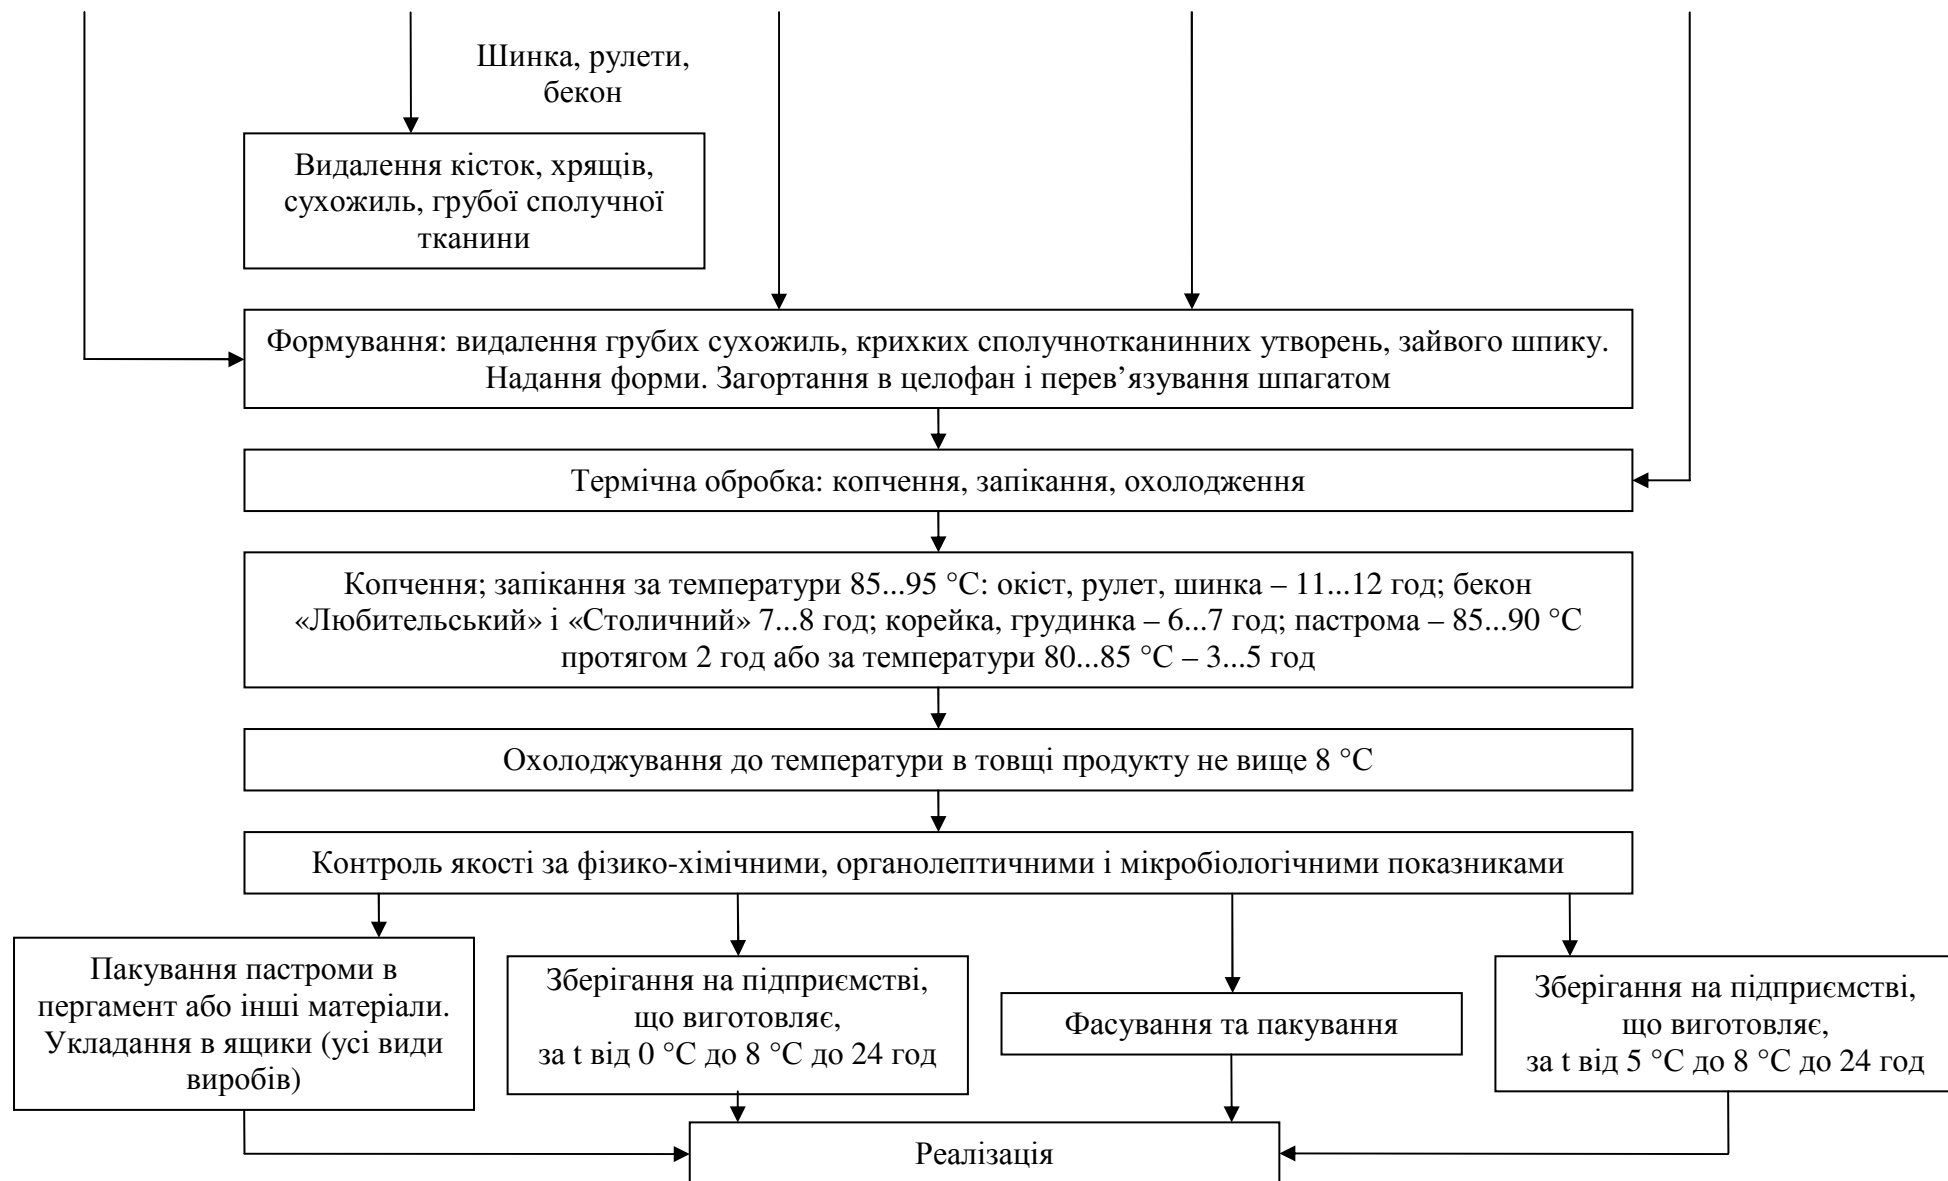 Шинка, рулети,
бекон
Видалення кісток, хрящів,
сухожиль, грубої сполучної
тканини
Формування: видалення грубих сухожиль, крихких сполучнотканинних утворень, зайвого шпику.
Надання форми. Загортання в целофан і перев’язування шпагатом
Термічна обробка: копчення, запікання, охолодження
Копчення; запікання за температури 85...95 °С: окіст, рулет, шинка – 11...12 год; бекон
«Любительський» і «Столичний» 7...8 год; корейка, грудинка – 6...7 год; пастрома – 85...90 °С
протягом 2 год або за температури 80...85 °С – 3...5 год
Охолоджування до температури в товщі продукту не вище 8 °С
Контроль якості за фізико-хімічними, органолептичними і мікробіологічними показниками
Пакування пастроми в
пергамент або інші матеріали.
Укладання в ящики (усі види
виробів)
Зберігання на підприємстві,
що виготовляє,
за t від 0 °С до 8 °С до 24 год
Фасування та пакування
Зберігання на підприємстві,
що виготовляє,
за t від 5 °С до 8 °С до 24 год
Реалізація